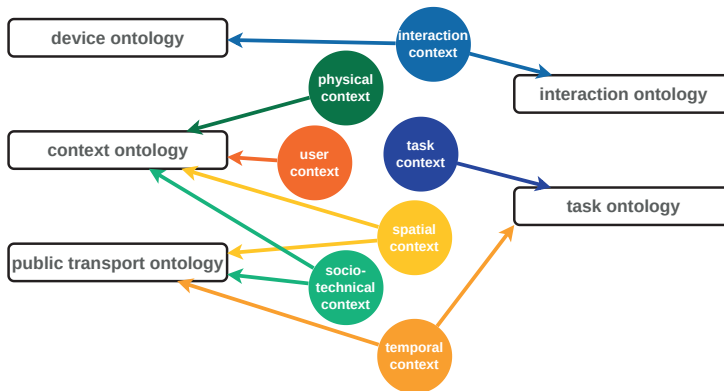 device ontology
interaction
context
physical
context
interaction ontology
context ontology
user
context
task
context
task ontology
spatial
context
public transport ontology
socio-
technical
context
temporal
context